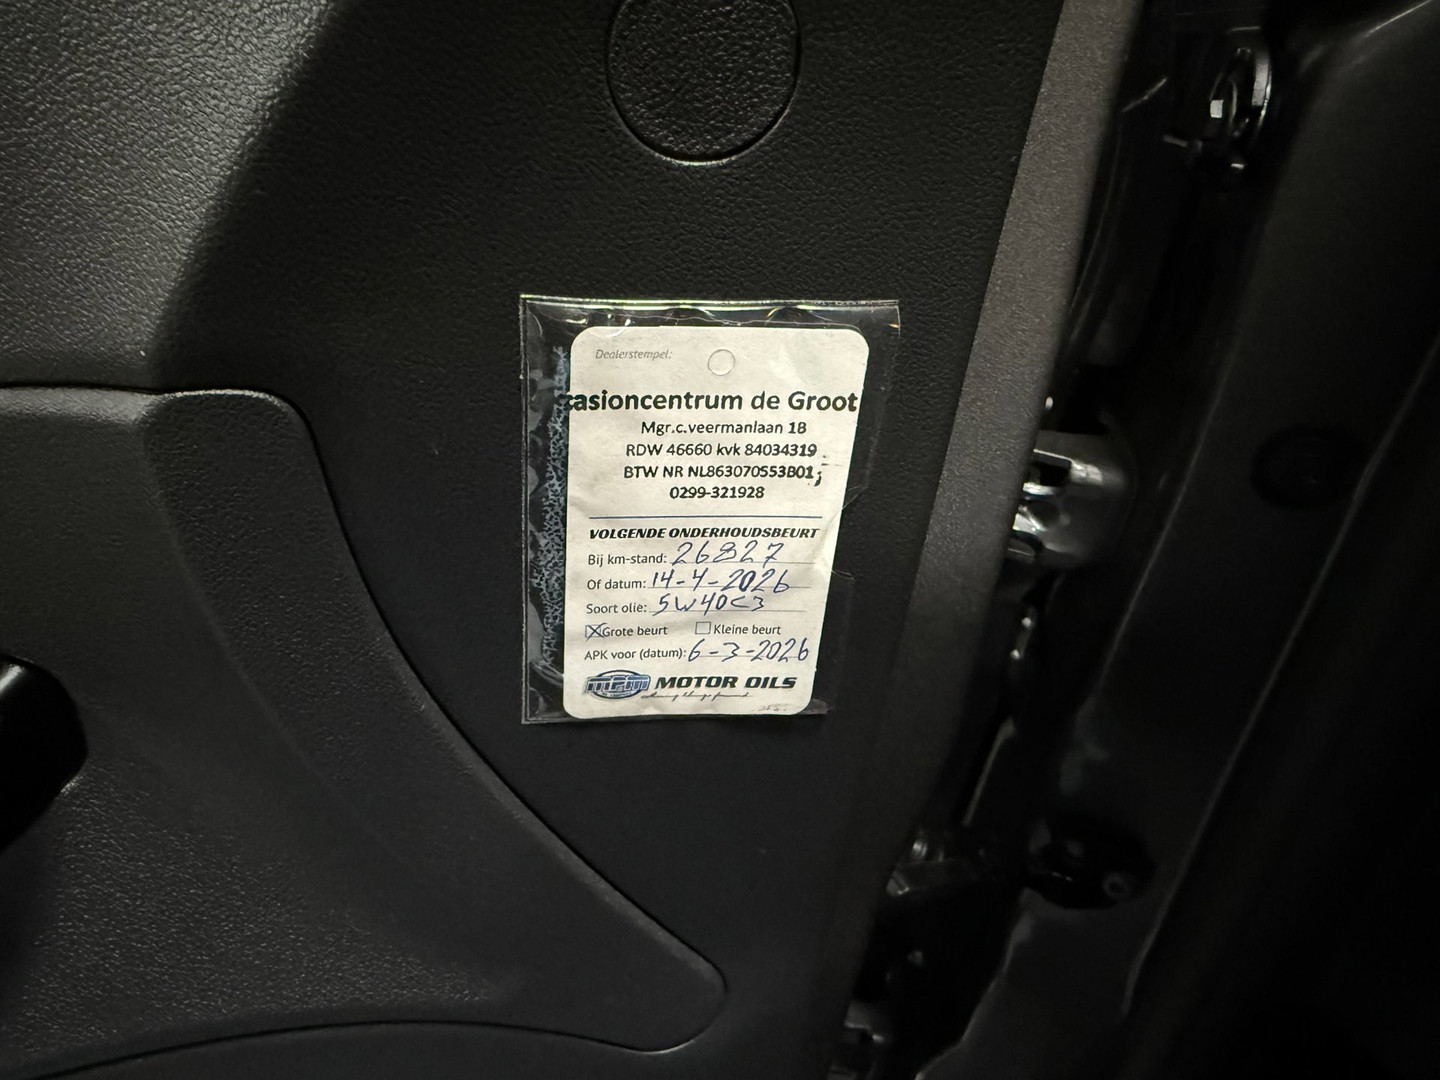 Dealerstempel:
casioncentrum de Groot
Mgr.c.veermanlaan 1B
RDW 46660 kvk 84034319
BTW NR NL863070553B01;
0299-321928
VOLGENDE ONDERHOUDSBEURT
Bij km-stand: 26827
Of datum: 14-4-2026
Soort olie: 5W40C3
Grote beurt Kleine beurt
APK voor (datum): 6-3-2026
MPM MOTOR OILS